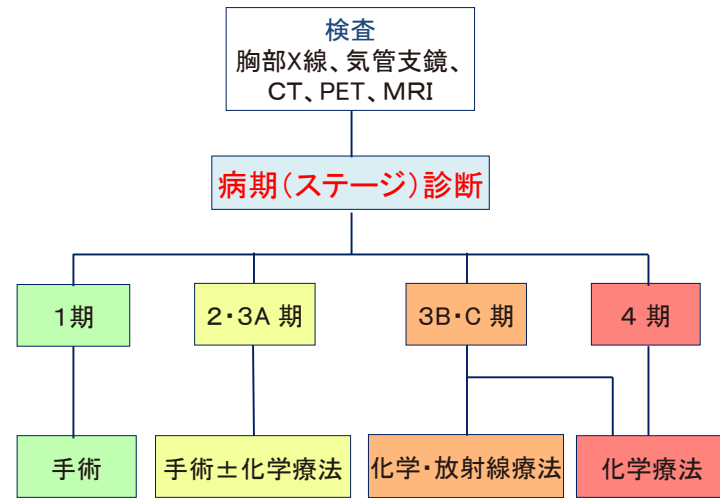 検査
胸部X線、気管支鏡、
CT、PET、MRI
病期(ステージ)診断
1期
2・3A 期
3B・C 期
4 期
手術
手術±化学療法
化学・放射線療法
化学療法